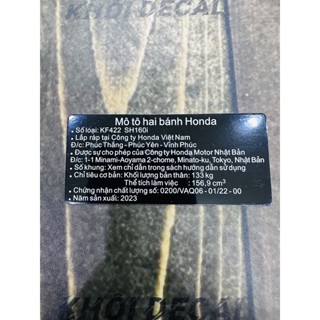 KHÔI DECAL
Mô tô hai bánh Honda
• Số loại: KF422 SH160i
• Lắp ráp tại Công ty Honda Việt Nam
Đ/c: Phúc Thắng - Phúc Yên - Vĩnh Phúc
• Được sự cho phép của Công ty Honda Motor Nhật Bản
Đ/c: 1-1 Minami-Aoyama 2-chome, Minato-ku, Tokyo, Nhật Bản
• Số khung: Xem chỉ dẫn trong sách hướng dẫn sử dụng
• Chỉ tiêu cơ bản: Khối lượng bản thân: 133 kg
Thể tích làm việc : 156,9 cm³
• Chứng nhận chất lượng số: 0200/VAQ06 - 01/22 - 00
• Năm sản xuất: 2023
KHÔI DECAL